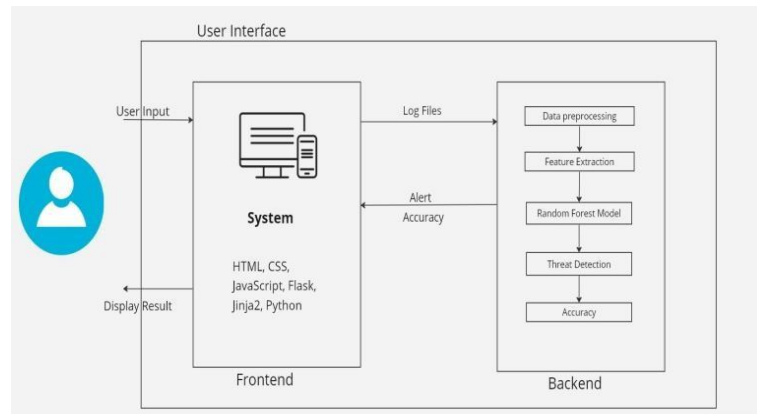 User Interface
User Input
Log Files
Data preprocessing
Feature Extraction
Alert
Accuracy
Random Forest Model
System
Threat Detection
HTML, CSS,
JavaScript, Flask,
Jinja2, Python
Display Result
Accuracy
Frontend
Backend